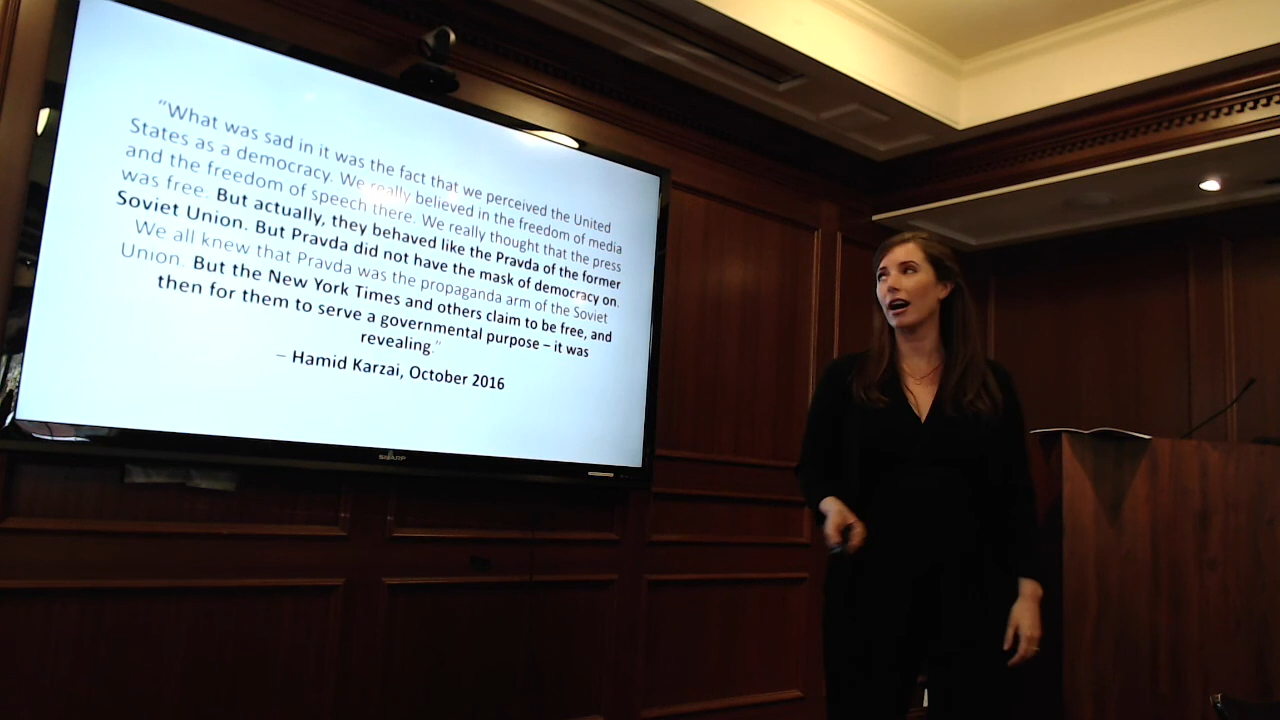 “What was sad in it was the fact that we perceived the United
States as a democracy. We really believed in the freedom of media
and the freedom of speech there. We really thought that the press
was free. But actually, they behaved like the Pravda of the former
Soviet Union. But Pravda did not have the mask of democracy on.
We all knew that Pravda was the propaganda arm of the Soviet
Union. But the New York Times and others claim to be free, and
then for them to serve a governmental purpose – it was
revealing.”
– Hamid Karzai, October 2016
SHARP